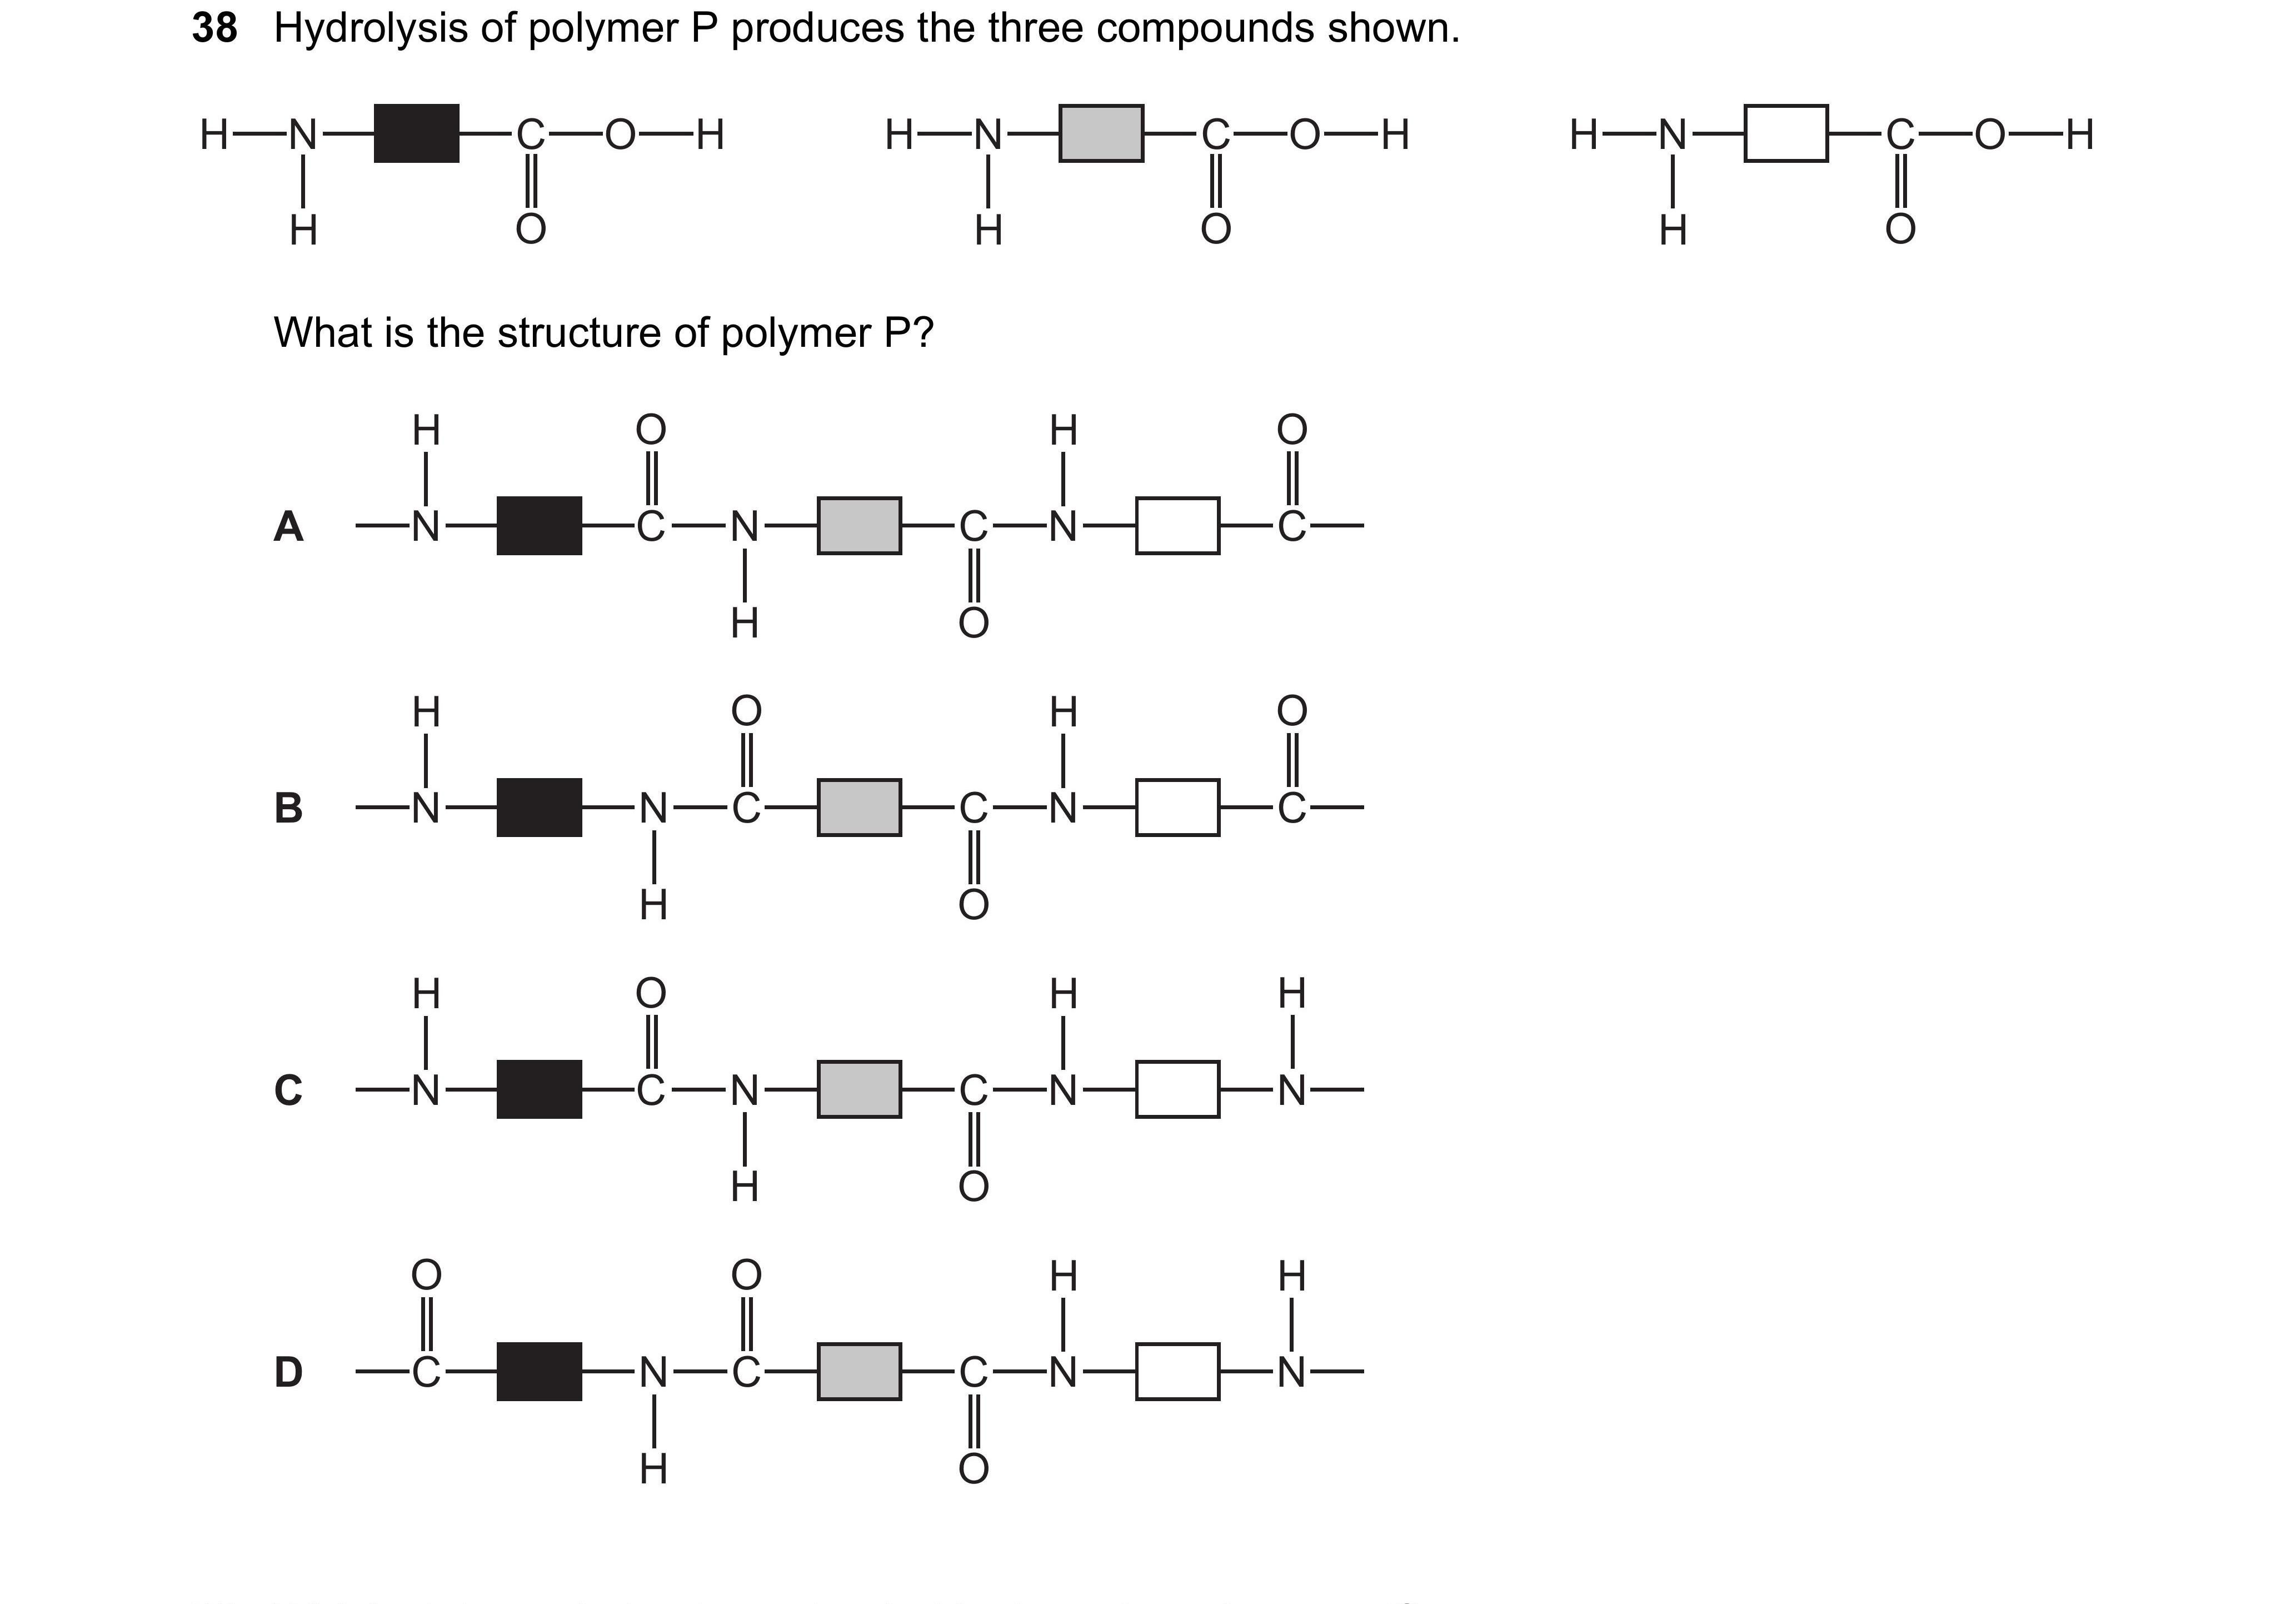 38 Hydrolysis of polymer P produces the three compounds shown.
H N C O H H N C O H H N C O H
H O H O H O
What is the structure of polymer P?
H O H O
A N C N C N C
H O
H O H O
B N N C C N C
H O
H O H H
C N C N C N N
H O
O O H H
D C N C C N N
H O